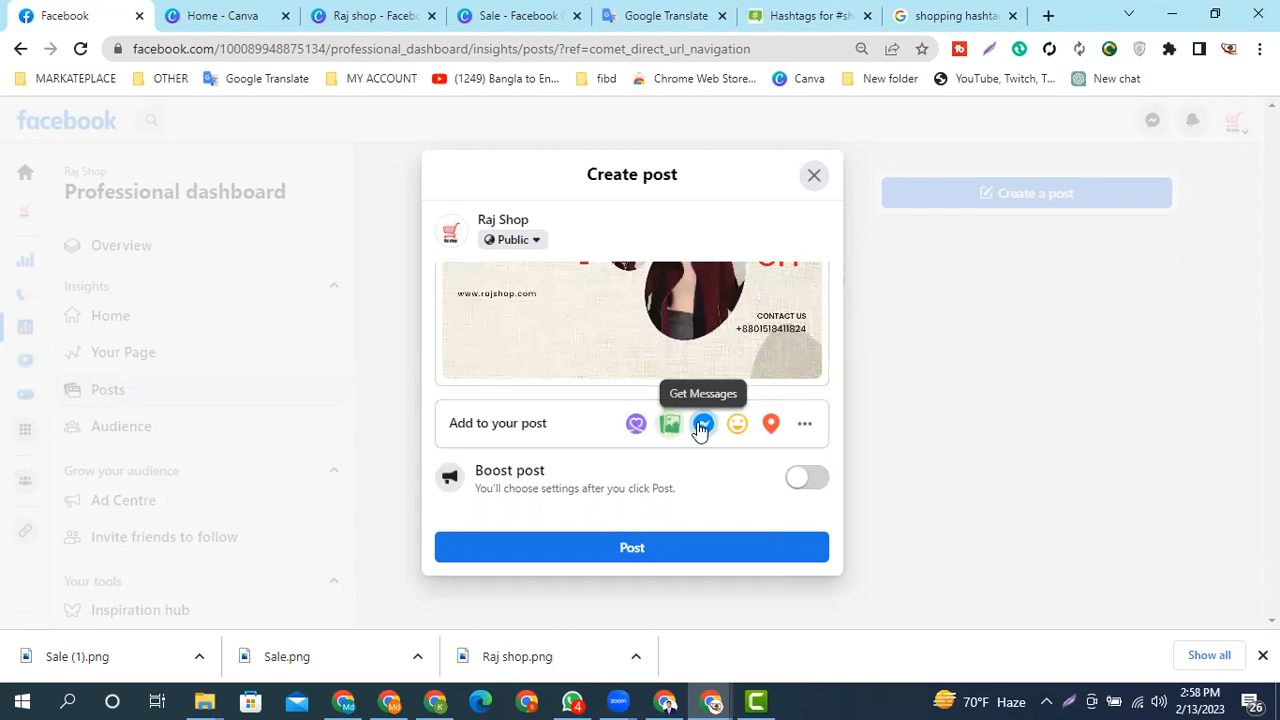 Facebook
Home - Canva
Raj shop - Faceb
Sale - Facebook
Google Translate
Hashtags for #sh
shopping hashta
facebook.com/100089948875134/professional_dashboard/insights/posts/?ref=comet_direct_url_navigation
MARKATEPLACE
OTHER
Google Translate
MY ACCOUNT
(1249) Bangla to En...
fibd
Chrome Web Store...
Canva
New folder
YouTube, Twitch, T...
New chat
facebook
Raj Shop
Professional dashboard
Overview
Insights
Home
Your Page
Posts
Audience
Grow your audience
Ad Centre
Invite friends to follow
Your tools
Inspiration hub
Create a post
Create post
Raj Shop
Public
www.rajshop.com
CONTACT US
+8801518411824
Get Messages
Add to your post
Boost post
You'll choose settings after you click Post.
Post
Sale (1).png
Sale.png
Raj shop.png
Show all
70°F Haze
2:58 PM
2/13/2023
4
26